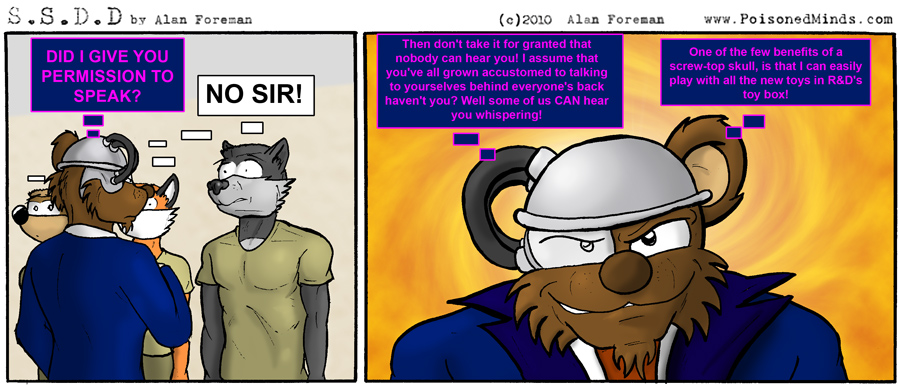 S.S.D.D by Alan Foreman (c)2010 Alan Foreman www.PoisonedMinds.com
DID I GIVE YOU
PERMISSION TO
SPEAK?
NO SIR!
Then don't take it for granted that
nobody can hear you! I assume that
you've all grown accustomed to talking
to yourselves behind everyone's back
haven't you? Well some of us CAN hear
you whispering!
One of the few benefits of a
screw-top skull, is that I can easily
play with all the new toys in R&D's
toy box!